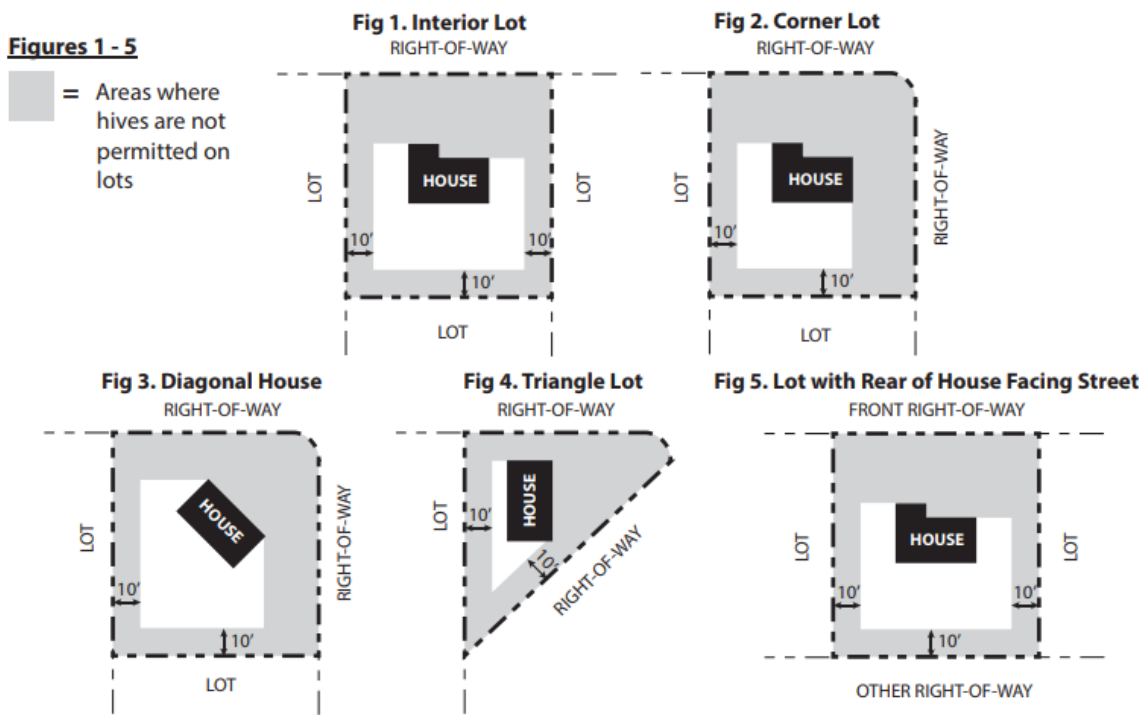 Figures 1 - 5
= Areas where
hives are not
permitted on
lots
Fig 1. Interior Lot
RIGHT-OF-WAY
LOT
HOUSE
LOT
10'
10'
10'
LOT
Fig 2. Corner Lot
RIGHT-OF-WAY
LOT
HOUSE
RIGHT-OF-WAY
10'
10'
LOT
Fig 3. Diagonal House
RIGHT-OF-WAY
LOT
HOUSE
RIGHT-OF-WAY
10'
10'
LOT
Fig 4. Triangle Lot
RIGHT-OF-WAY
LOT
HOUSE
10'
10'
RIGHT-OF-WAY
Fig 5. Lot with Rear of House Facing Street
FRONT RIGHT-OF-WAY
LOT
HOUSE
LOT
10'
10'
10'
OTHER RIGHT-OF-WAY